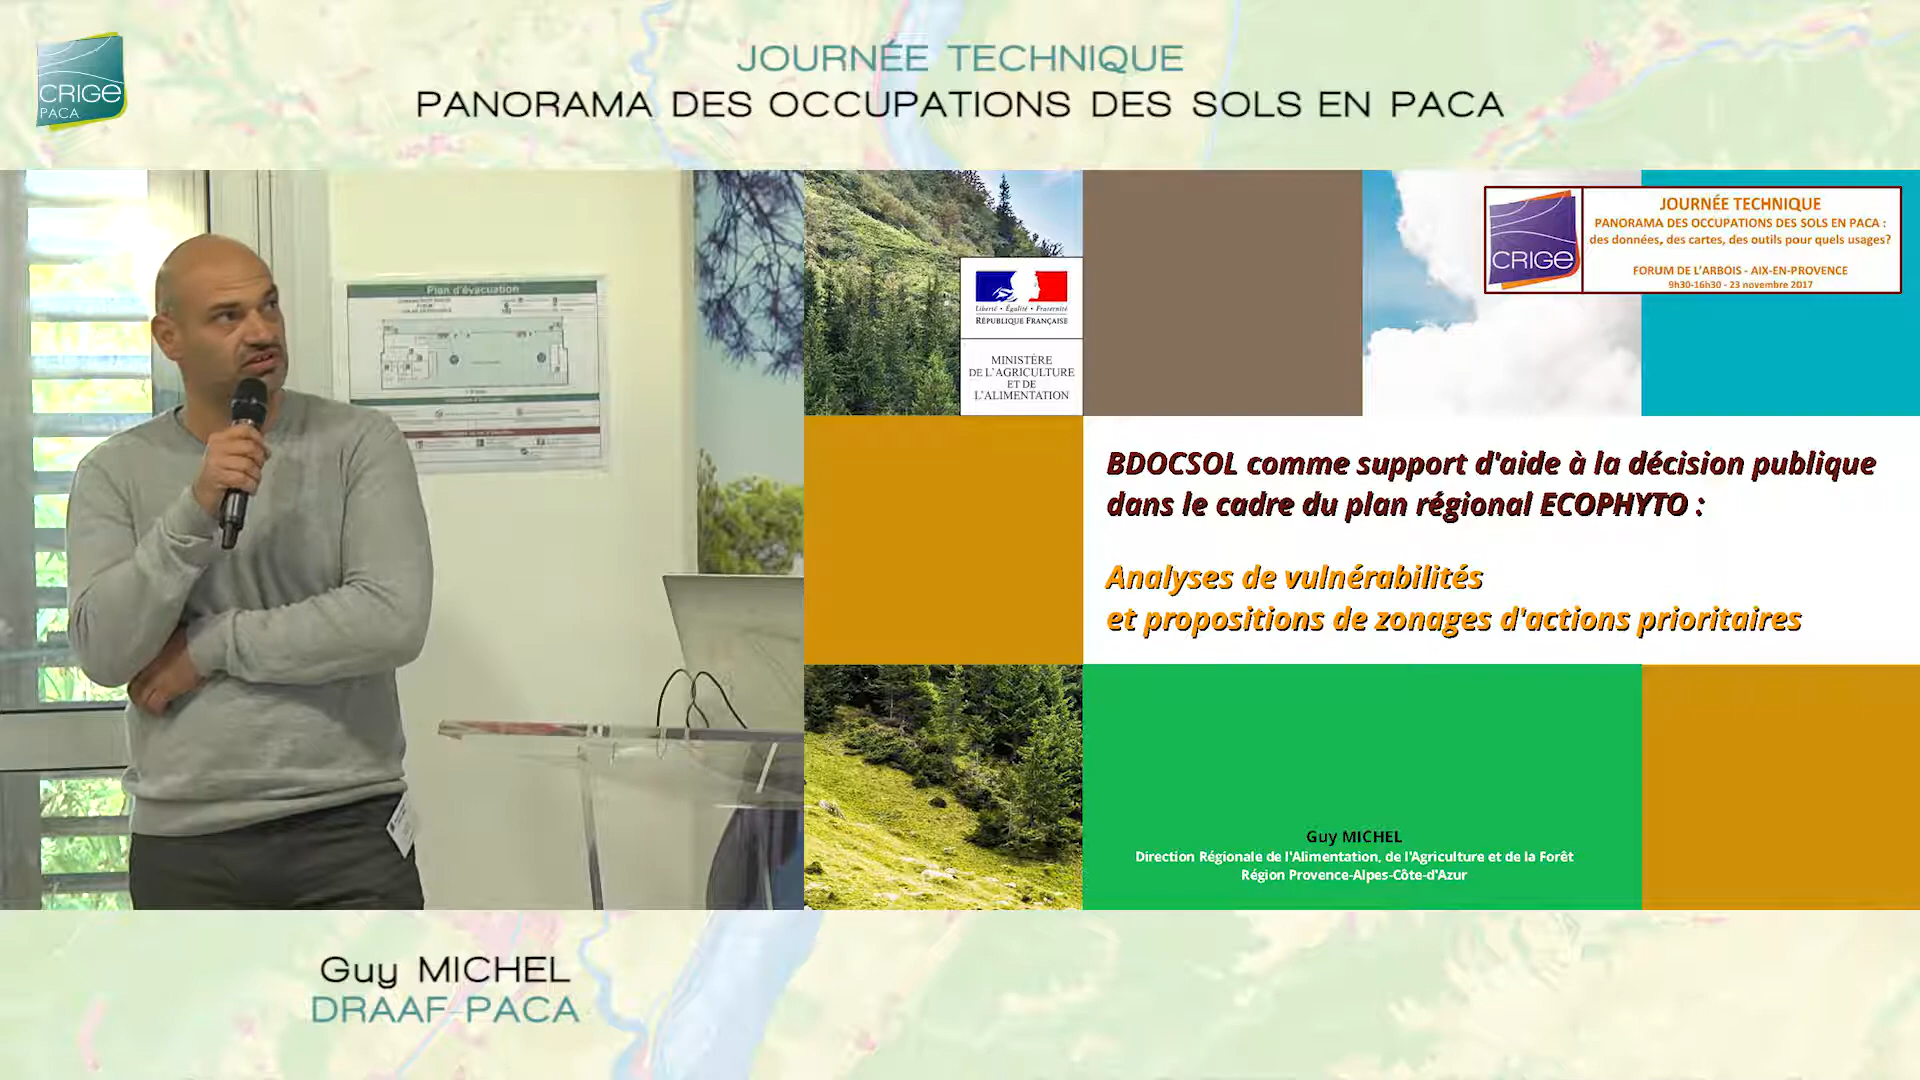 CRIGE
PACA
JOURNÉE TECHNIQUE
PANORAMA DES OCCUPATIONS DES SOLS EN PACA
Plan d'évacuation
Liberté • Égalité • Fraternité
RÉPUBLIQUE FRANÇAISE
MINISTÈRE
DE L'AGRICULTURE
ET DE
L'ALIMENTATION
CRIGE
JOURNÉE TECHNIQUE
PANORAMA DES OCCUPATIONS DES SOLS EN PACA :
des données, des cartes, des outils pour quels usages?
FORUM DE L'ARBOIS - AIX-EN-PROVENCE
9h30-16h30 - 23 novembre 2017
BDOCSOL comme support d'aide à la décision publique
dans le cadre du plan régional ECOPHYTO :
Analyses de vulnérabilités
et propositions de zonages d'actions prioritaires
Guy MICHEL
Direction Régionale de l'Alimentation, de l'Agriculture et de la Forêt
Région Provence-Alpes-Côte-d'Azur
Guy MICHEL
DRAAF-PACA